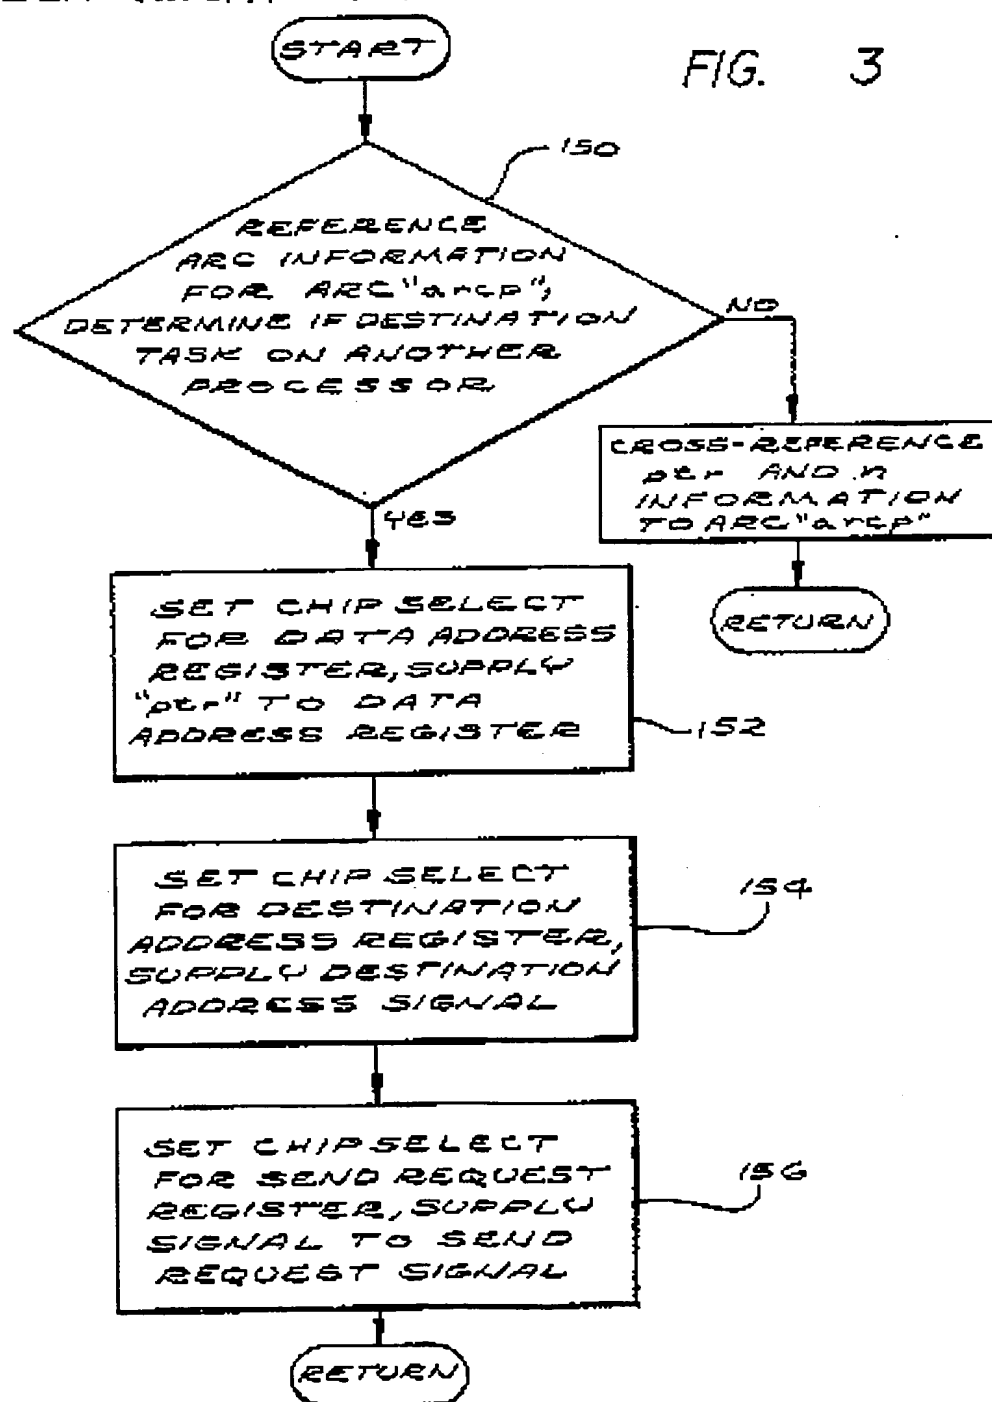 START
FIG. 3
150
REFERENCE
ARC INFORMATION
FOR ARC "arcp",
DETERMINE IF DESTINATION
TASK ON ANOTHER
PROCESSOR
NO
CROSS-REFERENCE
ptr AND n
INFORMATION
TO ARC "arcp"
RETURN
YES
SET CHIP SELECT
FOR DATA ADDRESS
REGISTER, SUPPLY
"ptr" TO DATA
ADDRESS REGISTER
152
SET CHIP SELECT
FOR DESTINATION
ADDRESS REGISTER,
SUPPLY DESTINATION
ADDRESS SIGNAL
154
SET CHIP SELECT
FOR SEND REQUEST
REGISTER, SUPPLY
SIGNAL TO SEND
REQUEST SIGNAL
156
RETURN